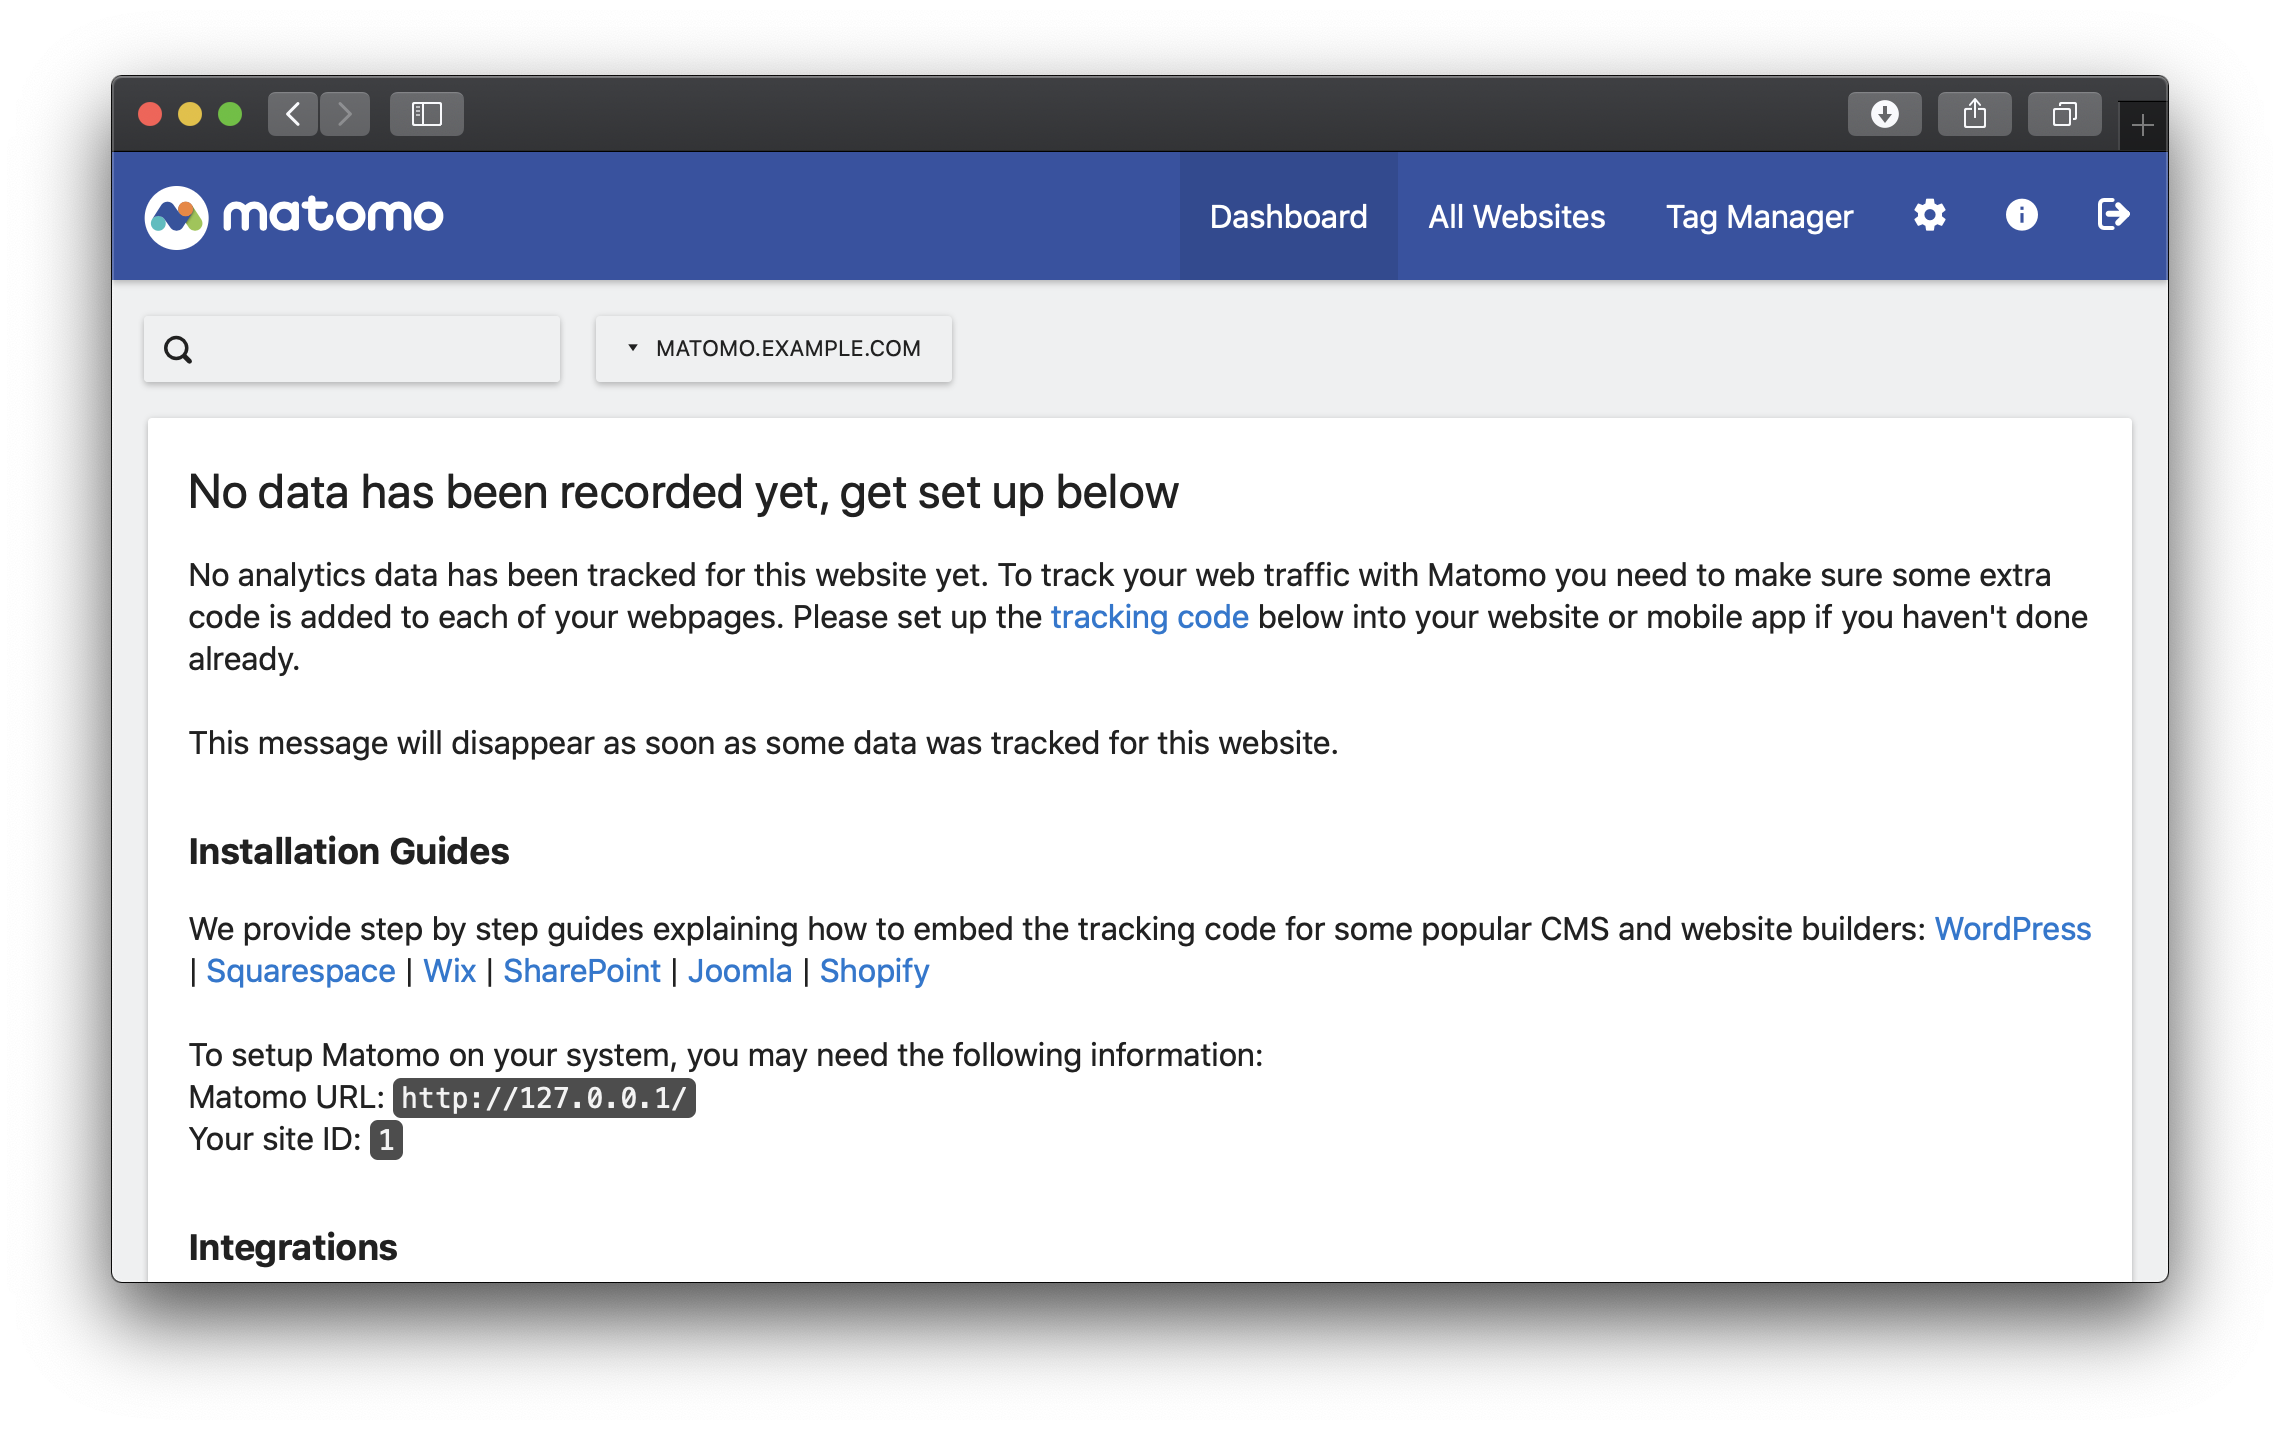 matomo
Dashboard
All Websites
Tag Manager
MATOMO.EXAMPLE.COM
No data has been recorded yet, get set up below
No analytics data has been tracked for this website yet. To track your web traffic with Matomo you need to make sure some extra
code is added to each of your webpages. Please set up the tracking code below into your website or mobile app if you haven't done
already.
This message will disappear as soon as some data was tracked for this website.
Installation Guides
We provide step by step guides explaining how to embed the tracking code for some popular CMS and website builders: WordPress
| Squarespace | Wix | SharePoint | Joomla | Shopify
To setup Matomo on your system, you may need the following information:
Matomo URL: http://127.0.0.1/
Your site ID: 1
Integrations